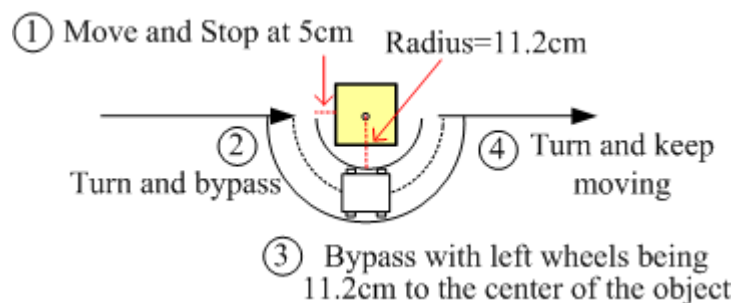 ① Move and Stop at 5cm
Radius=11.2cm
②
Turn and bypass
④ Turn and keep
moving
③ Bypass with left wheels being
11.2cm to the center of the object